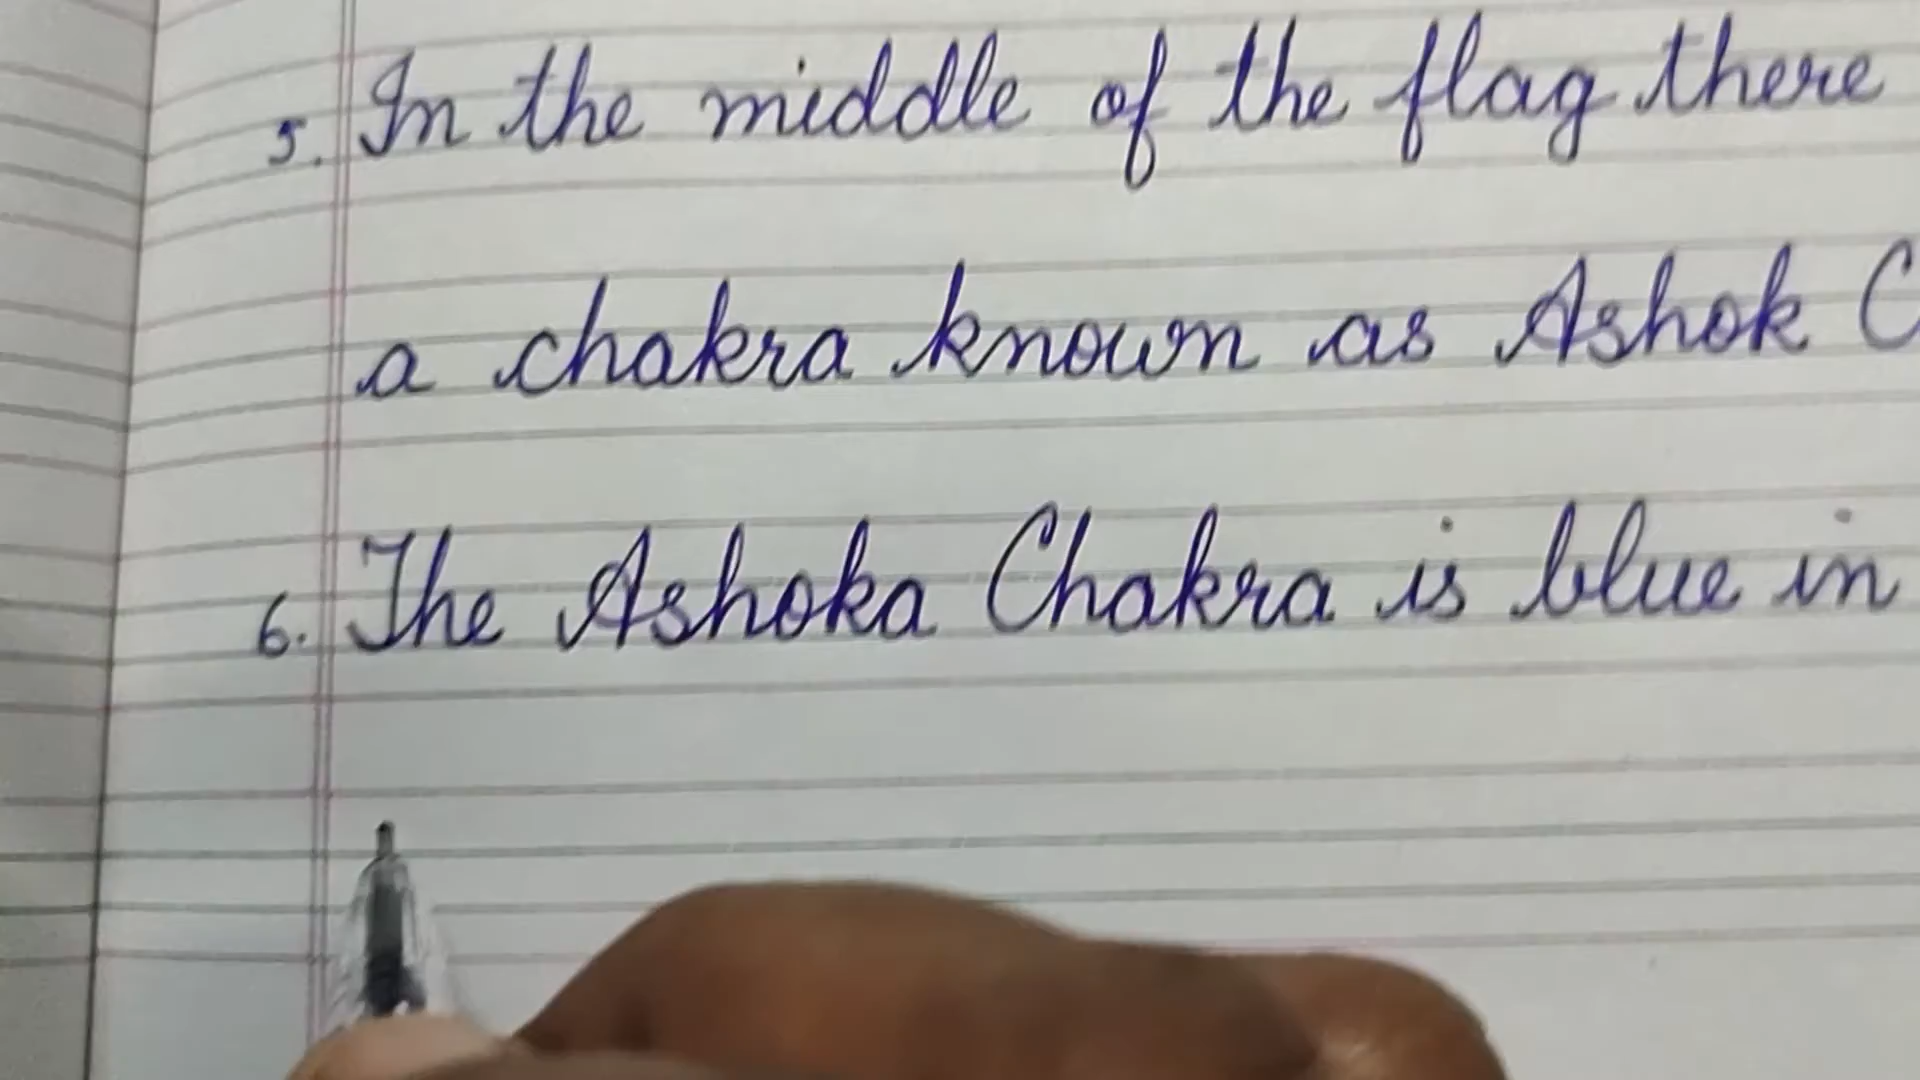 5. In the middle of the flag there
a chakra known as Ashok C
6. The Ashoka Chakra is blue in